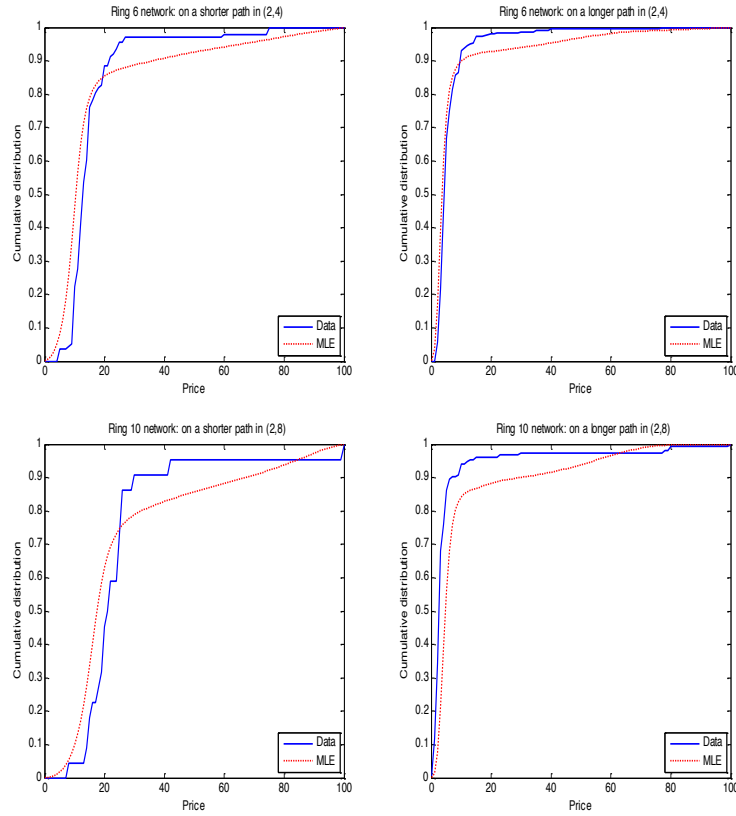 Ring 6 network: on a shorter path in (2,4)
1
0.9
0.8
0.7
0.6
0.5
0.4
0.3
0.2
0.1
0
Cumulative distribution
0 20 40 60 80 100
Price
Data
MLE
Ring 6 network: on a longer path in (2,4)
1
0.9
0.8
0.7
0.6
0.5
0.4
0.3
0.2
0.1
0
Cumulative distribution
0 20 40 60 80 100
Price
Data
MLE
Ring 10 network: on a shorter path in (2,8)
1
0.9
0.8
0.7
0.6
0.5
0.4
0.3
0.2
0.1
0
Cumulative distribution
0 20 40 60 80 100
Price
Data
MLE
Ring 10 network: on a longer path in (2,8)
1
0.9
0.8
0.7
0.6
0.5
0.4
0.3
0.2
0.1
0
Cumulative distribution
0 20 40 60 80 100
Price
Data
MLE